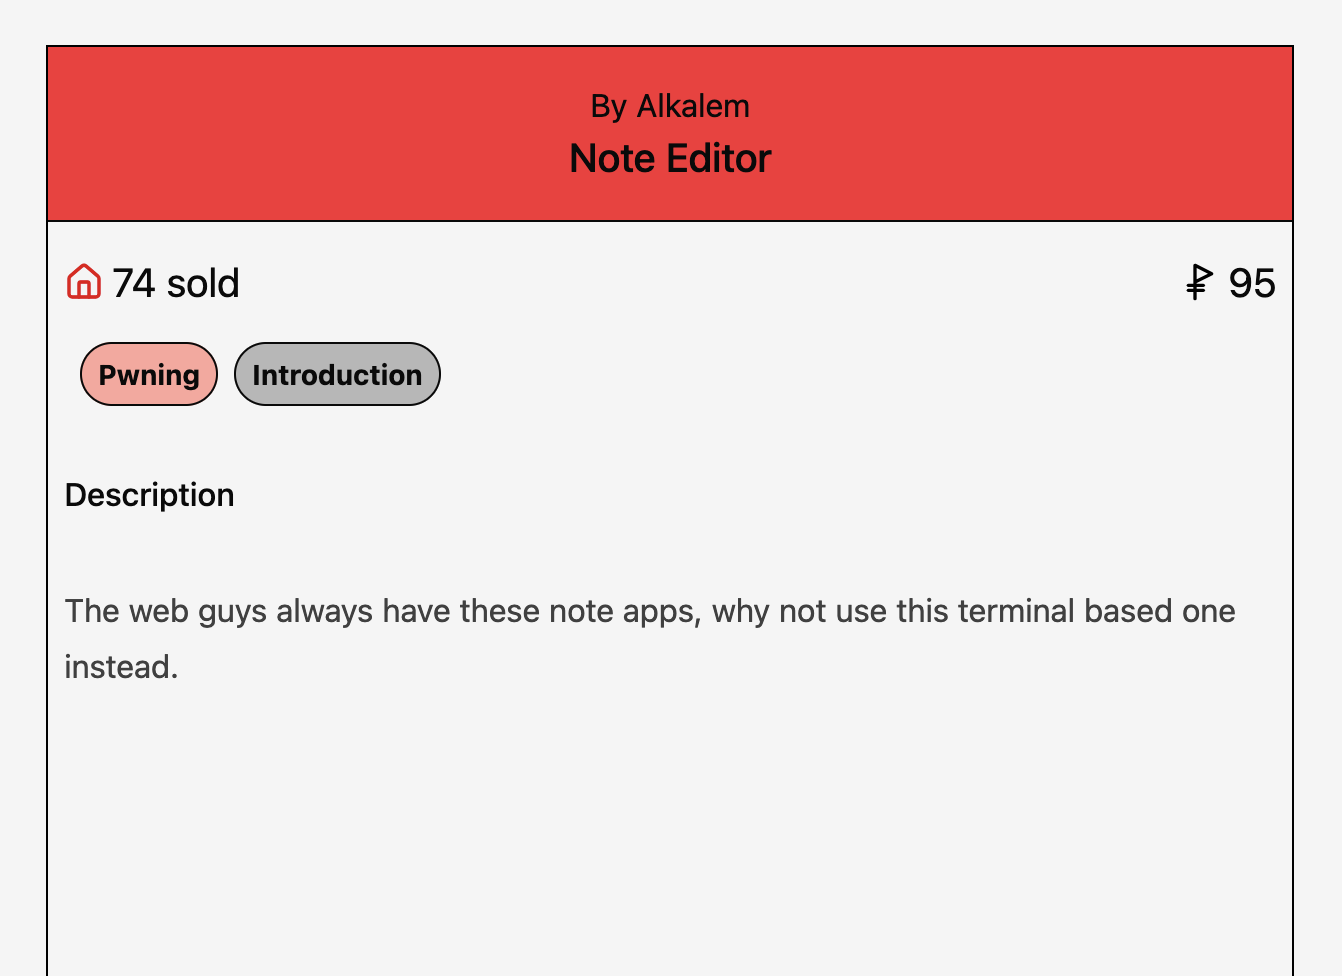 By Alkalem
Note Editor
74 sold
95
Pwning
Introduction
Description
The web guys always have these note apps, why not use this terminal based one
instead.